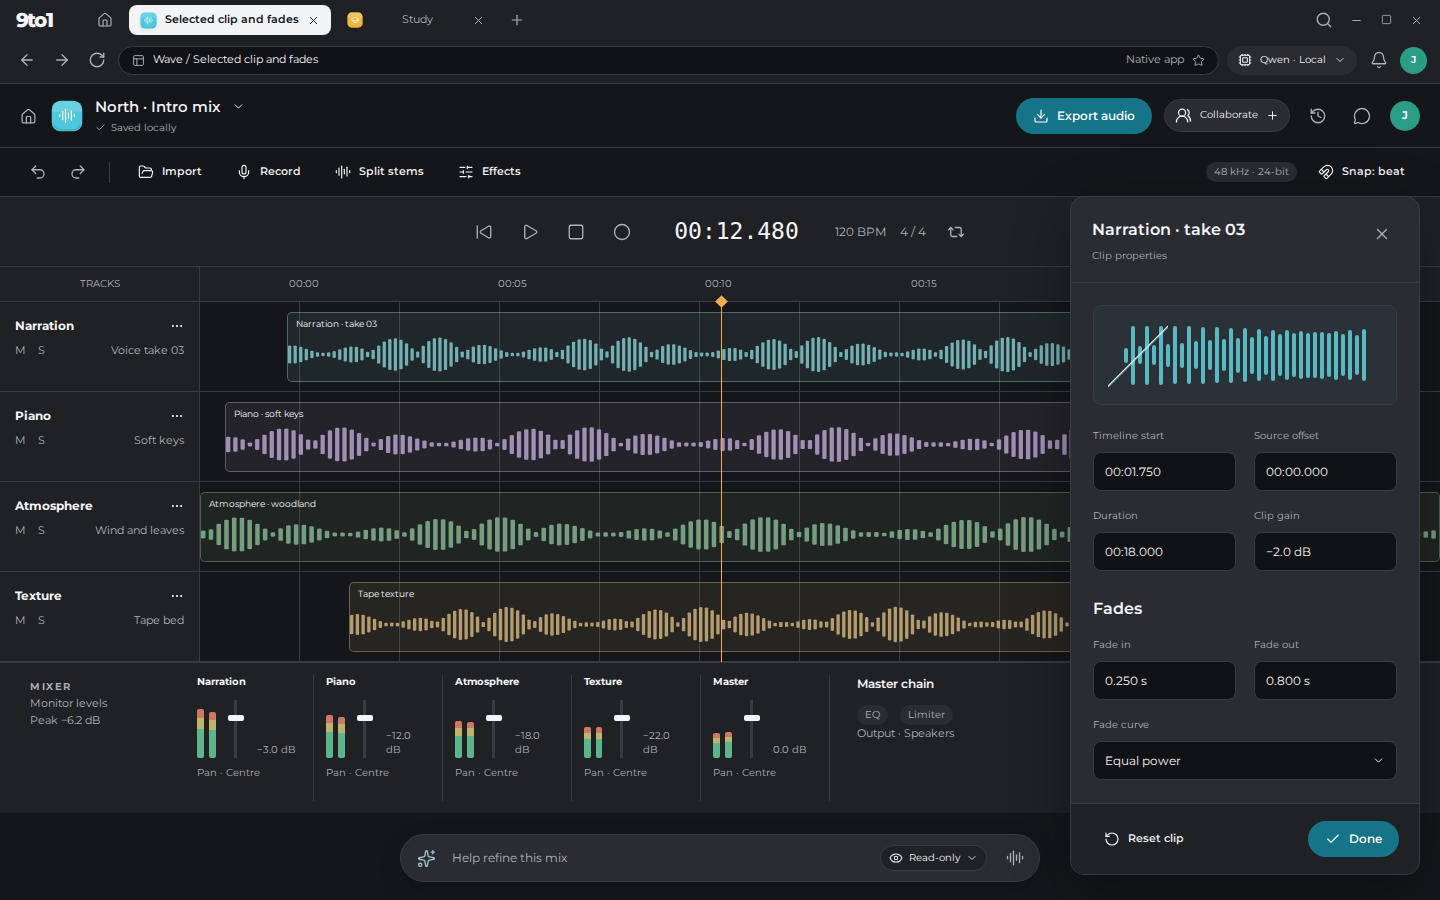 9to1
Selected clip and fades
Study
Wave / Selected clip and fades
Native app
Qwen · Local
J
North · Intro mix
Saved locally
Export audio
Collaborate
J
Import
Record
Split stems
Effects
48 kHz · 24-bit
Snap: beat
00:12.480
120 BPM
4 / 4
TRACKS
00:00
00:05
00:10
00:15
Narration
M S Voice take 03
Narration · take 03
Piano
M S Soft keys
Piano · soft keys
Atmosphere
M S Wind and leaves
Atmosphere · woodland
Texture
M S Tape bed
Tape texture
MIXER
Monitor levels
Peak −6.2 dB
Narration
−3.0 dB
Pan · Centre
Piano
−12.0
dB
Pan · Centre
Atmosphere
−18.0
dB
Pan · Centre
Texture
−22.0
dB
Pan · Centre
Master
0.0 dB
Pan · Centre
Master chain
EQ
Limiter
Output · Speakers
Help refine this mix
Read-only
Narration · take 03
Clip properties
Timeline start
Source offset
00:01.750
00:00.000
Duration
Clip gain
00:18.000
−2.0 dB
Fades
Fade in
Fade out
0.250 s
0.800 s
Fade curve
Equal power
Reset clip
Done